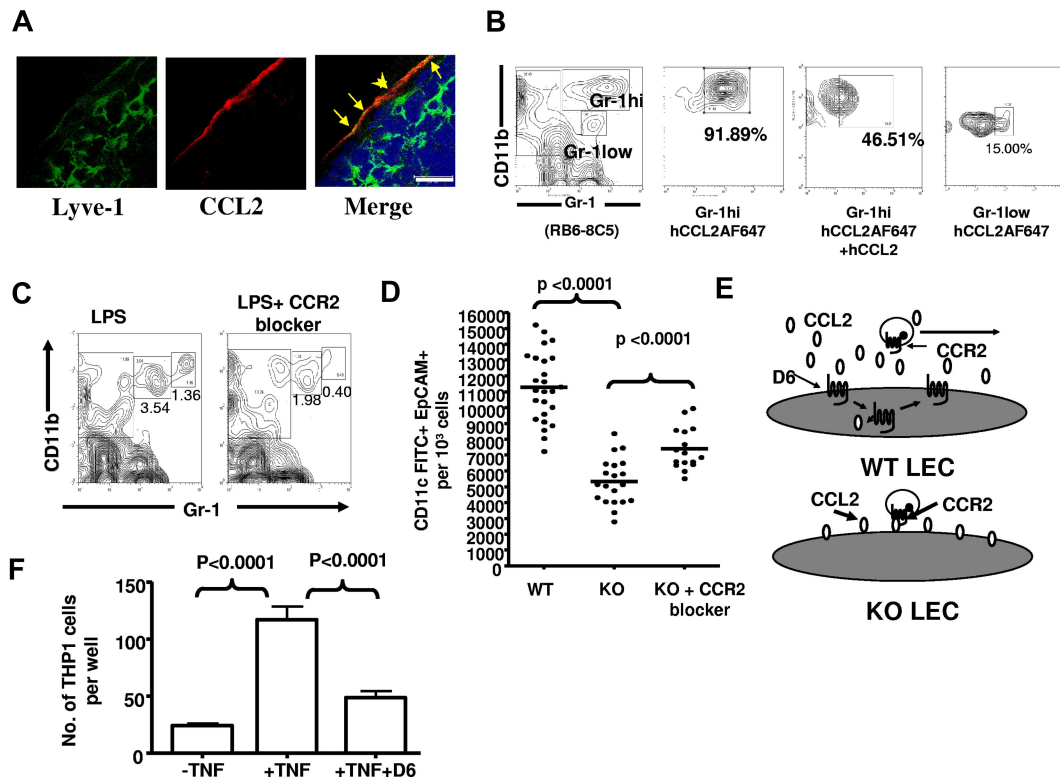 A
Lyve-1
CCL2
Merge
B
CD11b
Gr-1hi
Gr-1low
Gr-1
(RB6-8C5)
91.89%
Gr-1hi
hCCL2AF647
46.51%
Gr-1hi
hCCL2AF647
+hCCL2
15.00%
Gr-1low
hCCL2AF647
C
LPS
LPS+ CCR2
blocker
CD11b
3.54
1.36
1.98
0.40
Gr-1
D
p <0.0001
p <0.0001
CD11c FITC+ EpCAM+
per 10³ cells
16000
15000
14000
13000
12000
11000
10000
9000
8000
7000
6000
5000
4000
3000
2000
1000
0
WT
KO
KO + CCR2
blocker
E
CCL2
CCR2
D6
WT LEC
CCL2
CCR2
KO LEC
F
P<0.0001
P<0.0001
No. of THP1 cells
per well
150
100
50
0
-TNF
+TNF
+TNF+D6